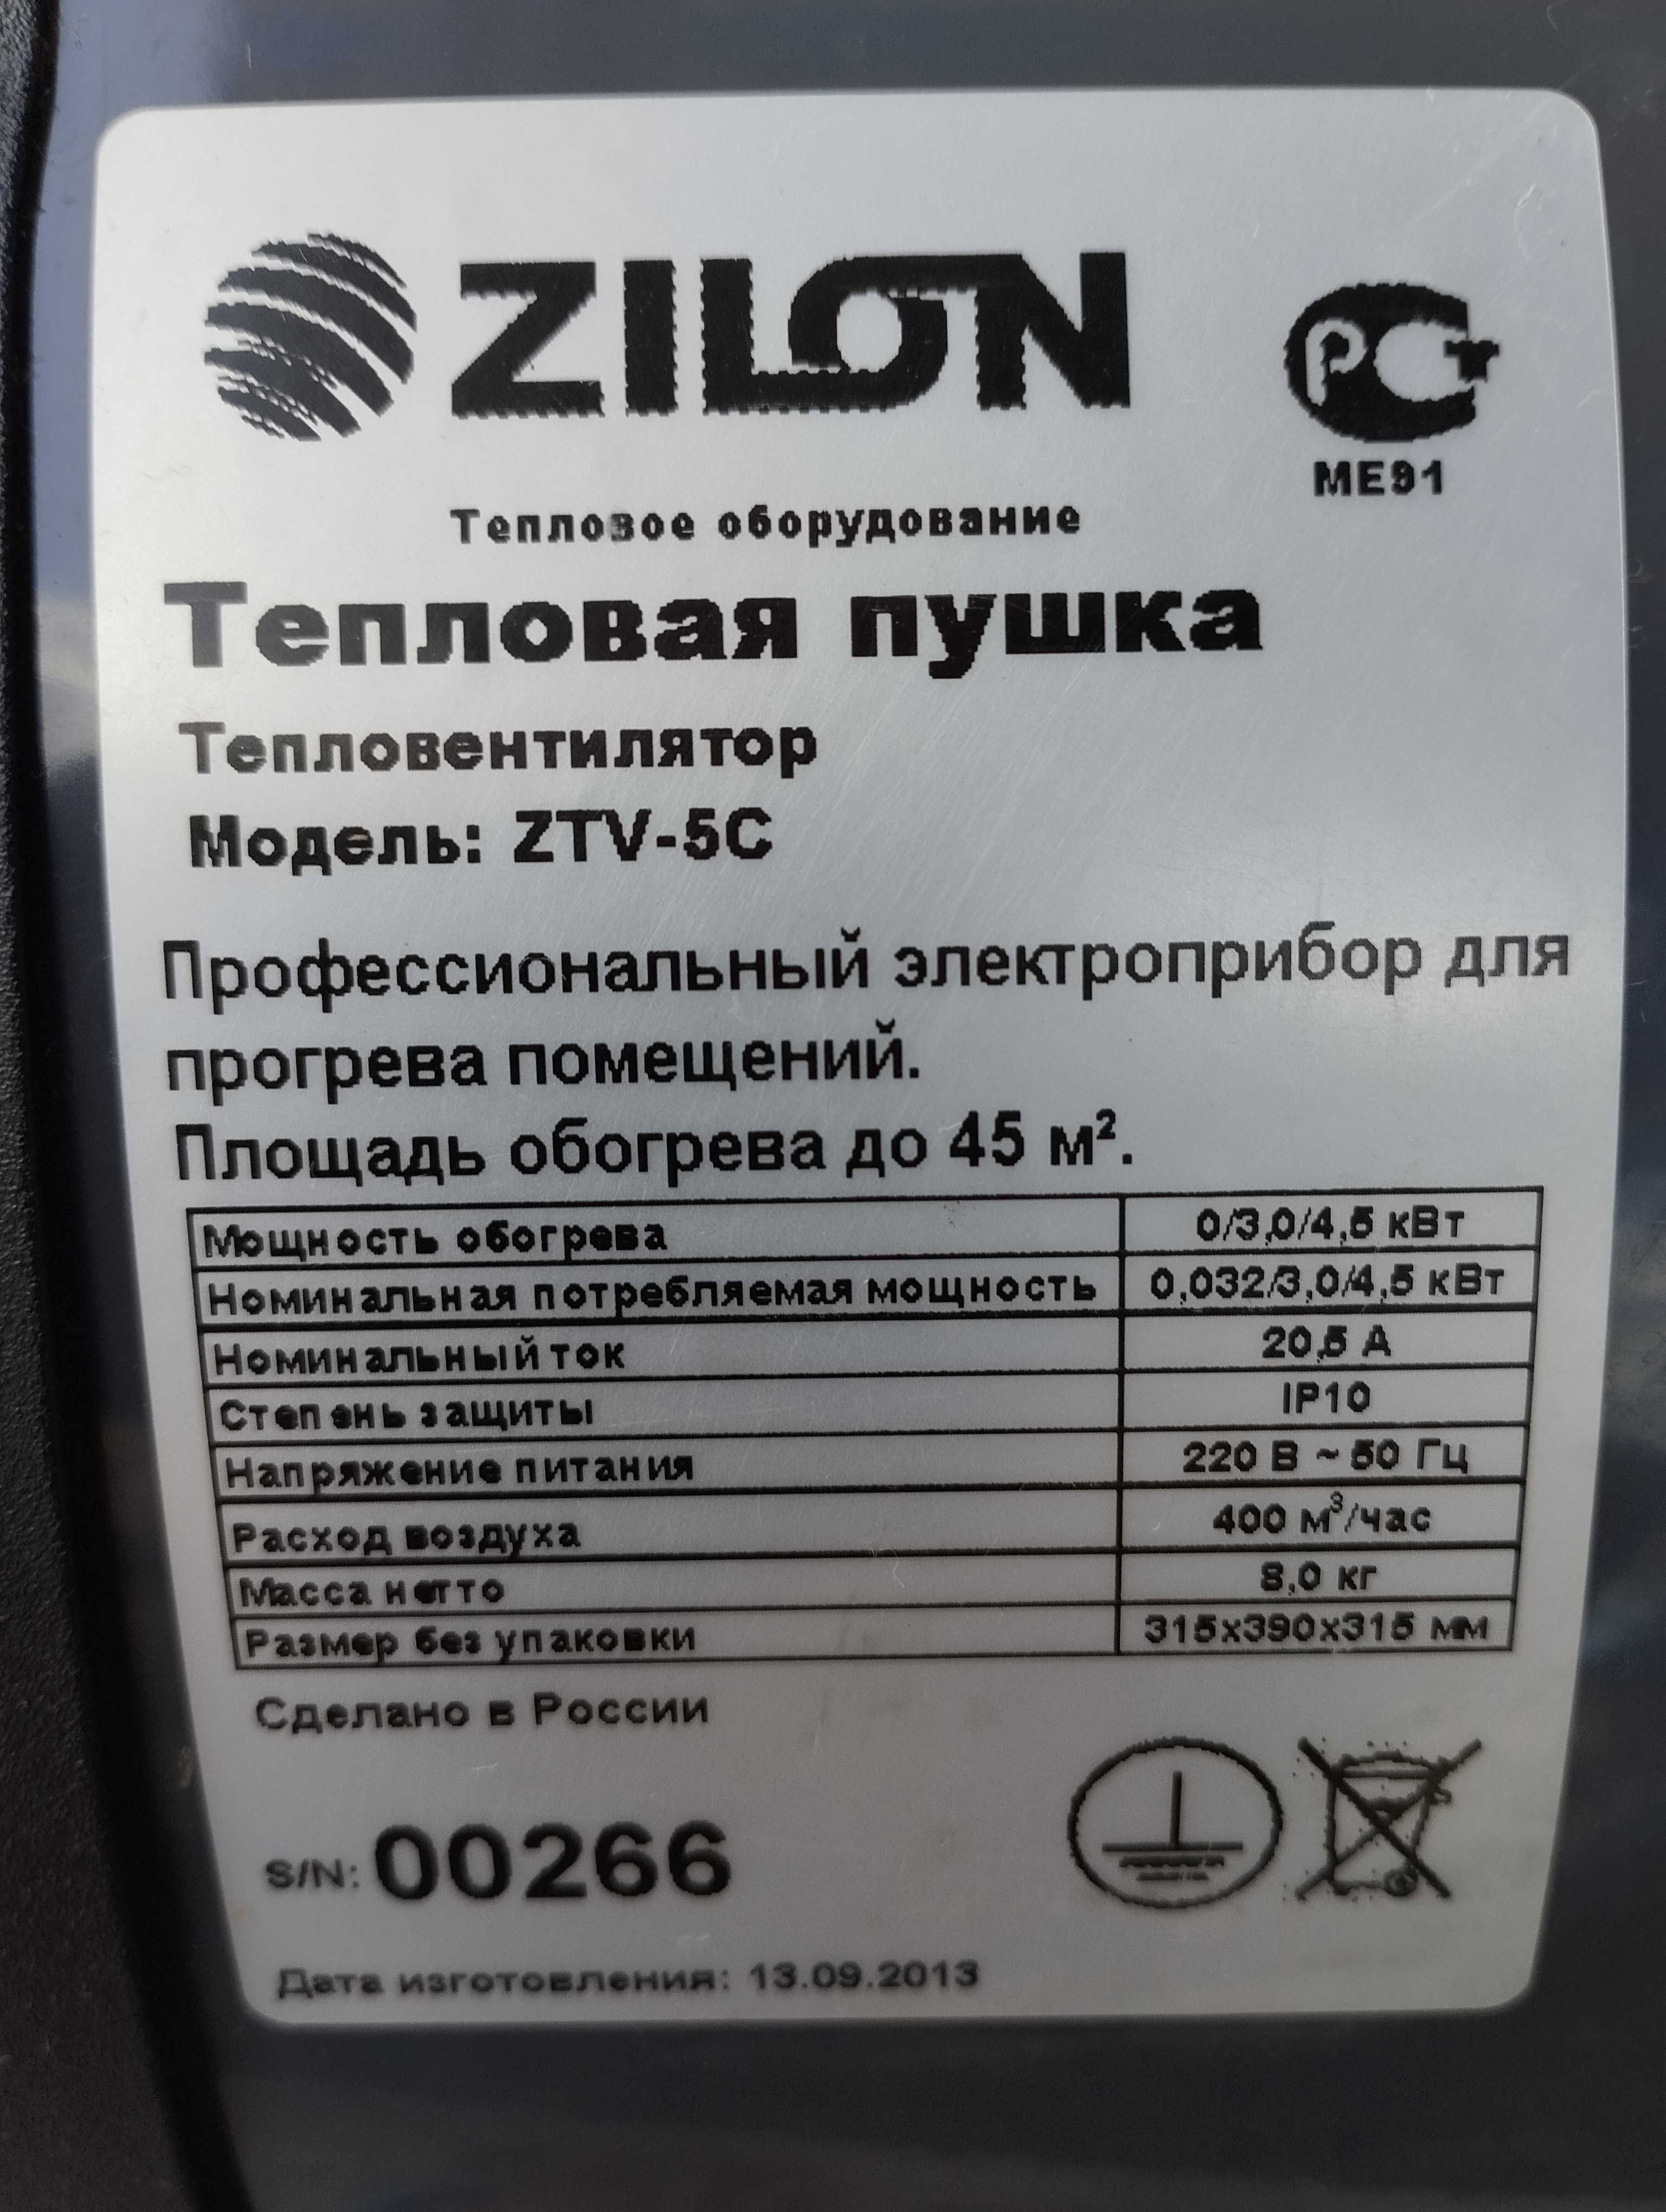 ZILON
РСТ
МЕ91
Тепловое оборудование
Тепловая пушка
Тепловентилятор
Модель: ZTV-5C
Профессиональный электроприбор для
прогрева помещений.
Площадь обогрева до 45 м².
Мощность обогрева 0/3,0/4,5 кВт
Номинальная потребляемая мощность 0,032/3,0/4,5 кВт
Номинальный ток 20,5 А
Степень защиты IP10
Напряжение питания 220 В ~ 50 Гц
Расход воздуха 400 м³/час
Масса нетто 8,0 кг
Размер без упаковки 315х390х315 мм
Сделано в России
S/N: 00266
Дата изготовления: 13.09.2013